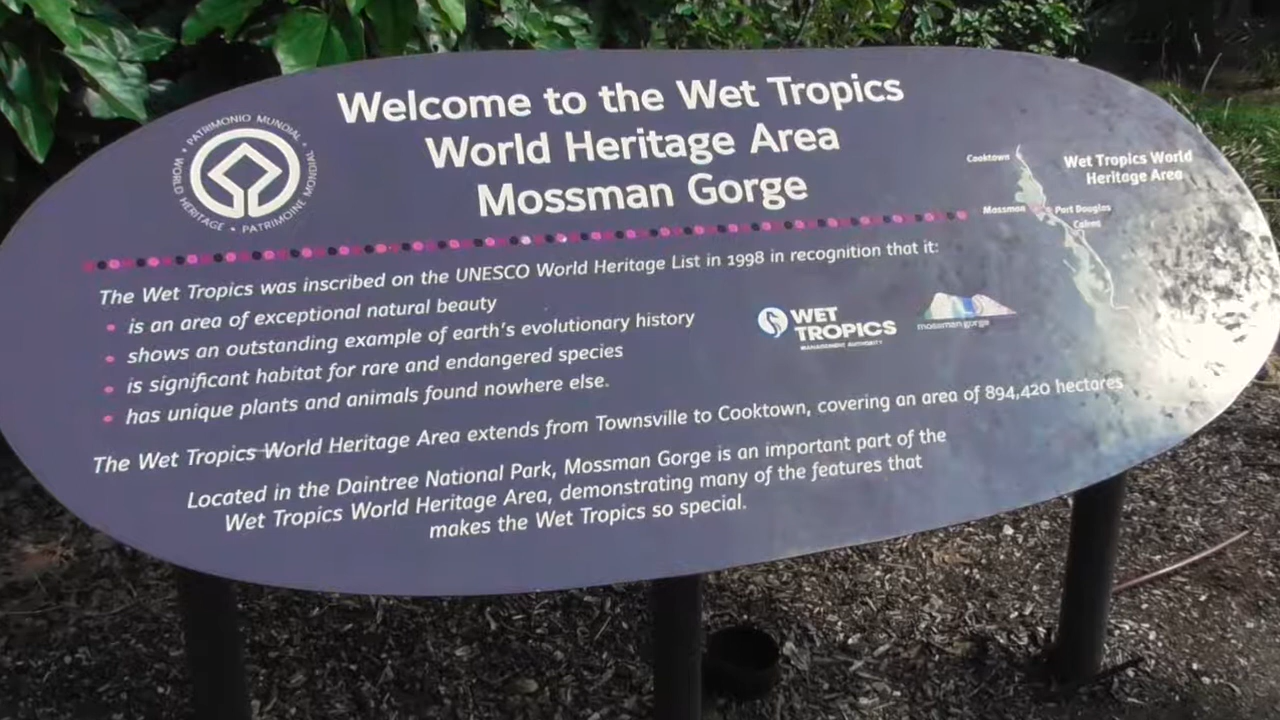 Welcome to the Wet Tropics
World Heritage Area
Mossman Gorge
• PATRIMONIO MUNDIAL • WORLD HERITAGE • PATRIMOINE MONDIAL
The Wet Tropics was inscribed on the UNESCO World Heritage List in 1998 in recognition that it:
• is an area of exceptional natural beauty
• shows an outstanding example of earth's evolutionary history
• is significant habitat for rare and endangered species
• has unique plants and animals found nowhere else.
The Wet Tropics World Heritage Area extends from Townsville to Cooktown, covering an area of 894,420 hectares
Located in the Daintree National Park, Mossman Gorge is an important part of the
Wet Tropics World Heritage Area, demonstrating many of the features that
makes the Wet Tropics so special.
WET
TROPICS
MANAGEMENT AUTHORITY
mossman gorge
Wet Tropics World
Heritage Area
Cooktown
Mossman
Port Douglas
Cairns